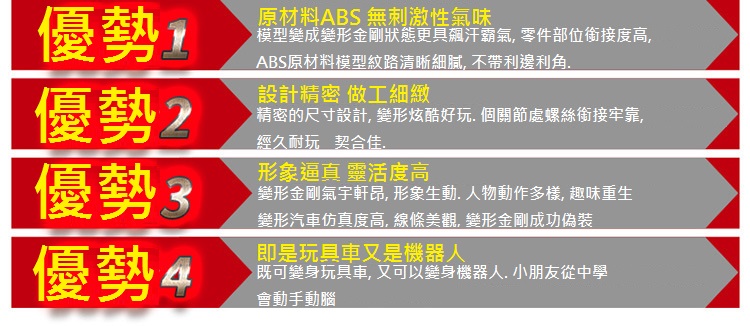 優勢1
原材料ABS 無刺激性氣味
模型變成變形金剛狀態更具飆汗霸氣, 零件部位銜接度高,
ABS原材料模型紋路清晰細膩, 不帶利邊利角.
優勢2
設計精密 做工細緻
精密的尺寸設計, 變形炫酷好玩. 個關節處螺絲銜接牢靠,
經久耐玩 契合佳.
優勢3
形象逼真 靈活度高
變形金剛氣宇軒昂, 形象生動. 人物動作多樣, 趣味重生
變形汽車仿真度高, 線條美觀, 變形金剛成功偽裝
優勢4
即是玩具車又是機器人
既可變身玩具車, 又可以變身機器人. 小朋友從中學
會動手動腦